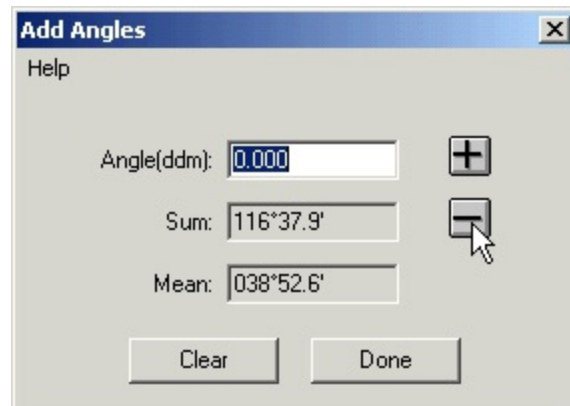 Add Angles
Help
Angle(ddm): 0.000
Sum: 116°37.9'
Mean: 038°52.6'
Clear Done